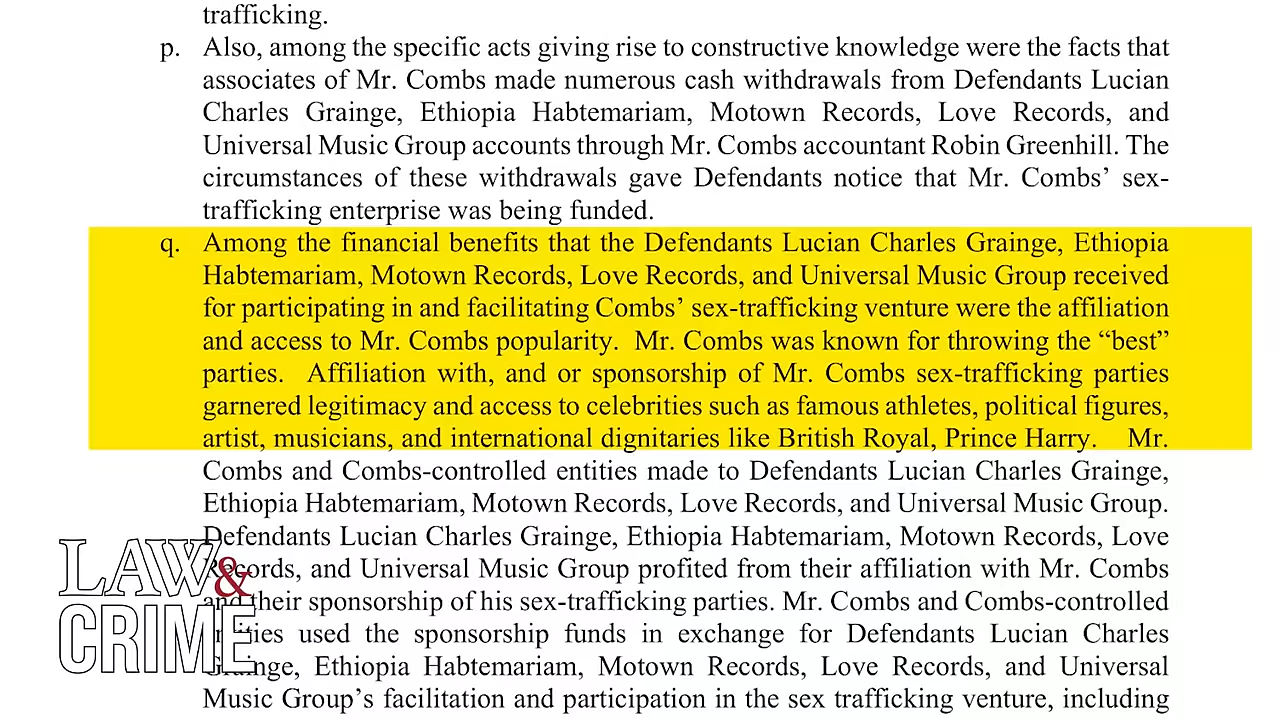 trafficking.
p. Also, among the specific acts giving rise to constructive knowledge were the facts that
associates of Mr. Combs made numerous cash withdrawals from Defendants Lucian
Charles Grainge, Ethiopia Habtemariam, Motown Records, Love Records, and
Universal Music Group accounts through Mr. Combs accountant Robin Greenhill. The
circumstances of these withdrawals gave Defendants notice that Mr. Combs’ sex-
trafficking enterprise was being funded.
q. Among the financial benefits that the Defendants Lucian Charles Grainge, Ethiopia
Habtemariam, Motown Records, Love Records, and Universal Music Group received
for participating in and facilitating Combs’ sex-trafficking venture were the affiliation
and access to Mr. Combs popularity. Mr. Combs was known for throwing the “best”
parties. Affiliation with, and or sponsorship of Mr. Combs sex-trafficking parties
garnered legitimacy and access to celebrities such as famous athletes, political figures,
artist, musicians, and international dignitaries like British Royal, Prince Harry. Mr.
Combs and Combs-controlled entities made to Defendants Lucian Charles Grainge,
Ethiopia Habtemariam, Motown Records, Love Records, and Universal Music Group.
Defendants Lucian Charles Grainge, Ethiopia Habtemariam, Motown Records, Love
Records, and Universal Music Group profited from their affiliation with Mr. Combs
and their sponsorship of his sex-trafficking parties. Mr. Combs and Combs-controlled
entities used the sponsorship funds in exchange for Defendants Lucian Charles
Grainge, Ethiopia Habtemariam, Motown Records, Love Records, and Universal
Music Group’s facilitation and participation in the sex trafficking venture, including
LAW&
CRIME